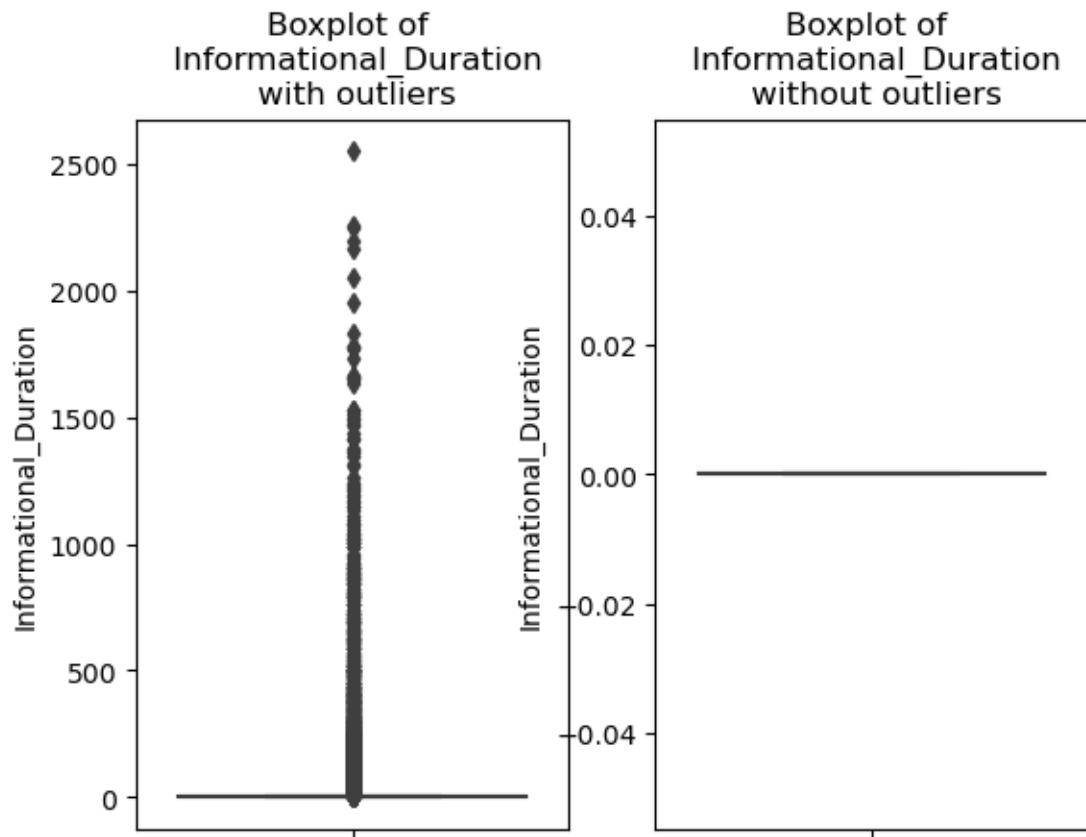 Boxplot of
Informational_Duration
with outliers
2500
2000
1500
1000
500
0
Informational_Duration
Boxplot of
Informational_Duration
without outliers
0.04
0.02
0.00
−0.02
−0.04
Informational_Duration